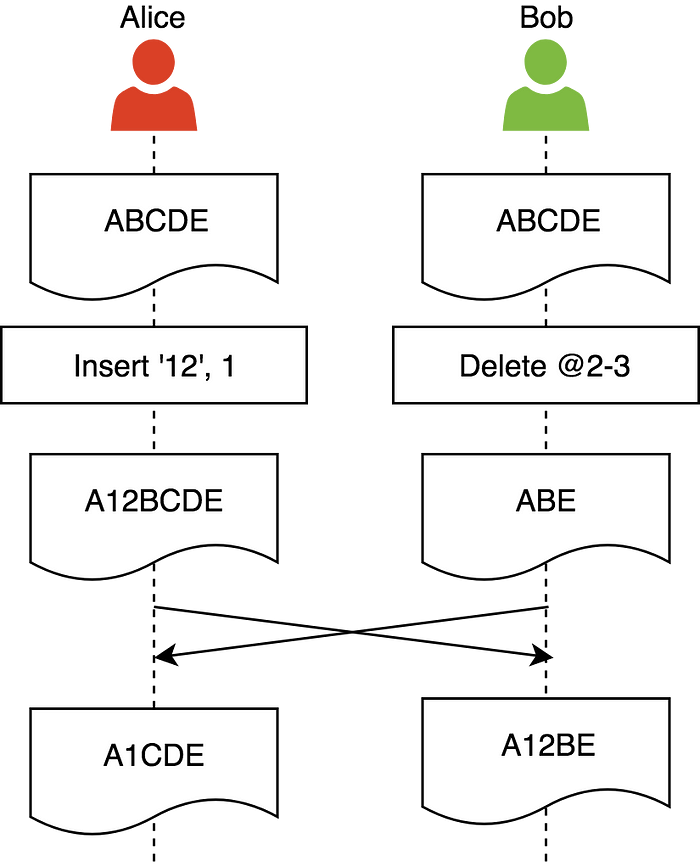 Alice Bob
ABCDE ABCDE
Insert '12', 1 Delete @2-3
A12BCDE ABE
A1CDE A12BE